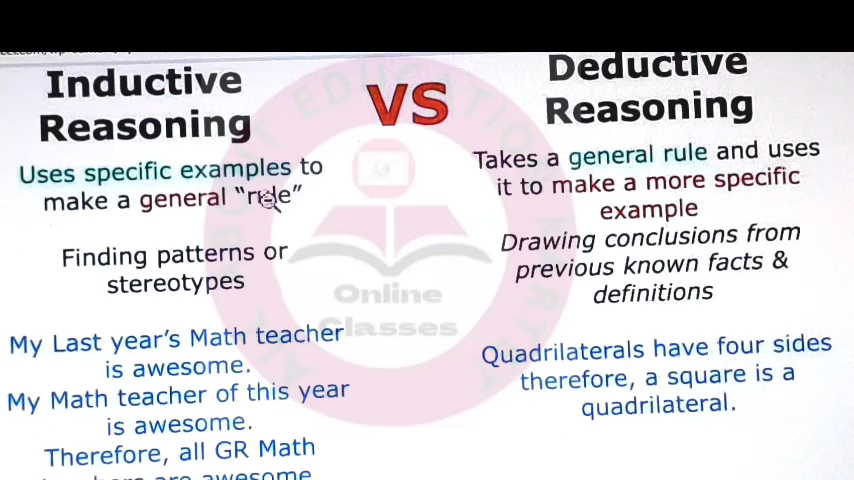 Inductive
Reasoning
Uses specific examples to
make a general "rule"
Finding patterns or
stereotypes
My Last year's Math teacher
is awesome.
My Math teacher of this year
is awesome.
Therefore, all GR Math
are awesome
VS
Deductive
Reasoning
Takes a general rule and uses
it to make a more specific
example
Drawing conclusions from
previous known facts &
definitions
Quadrilaterals have four sides
therefore, a square is a
quadrilateral.
Online
Classes